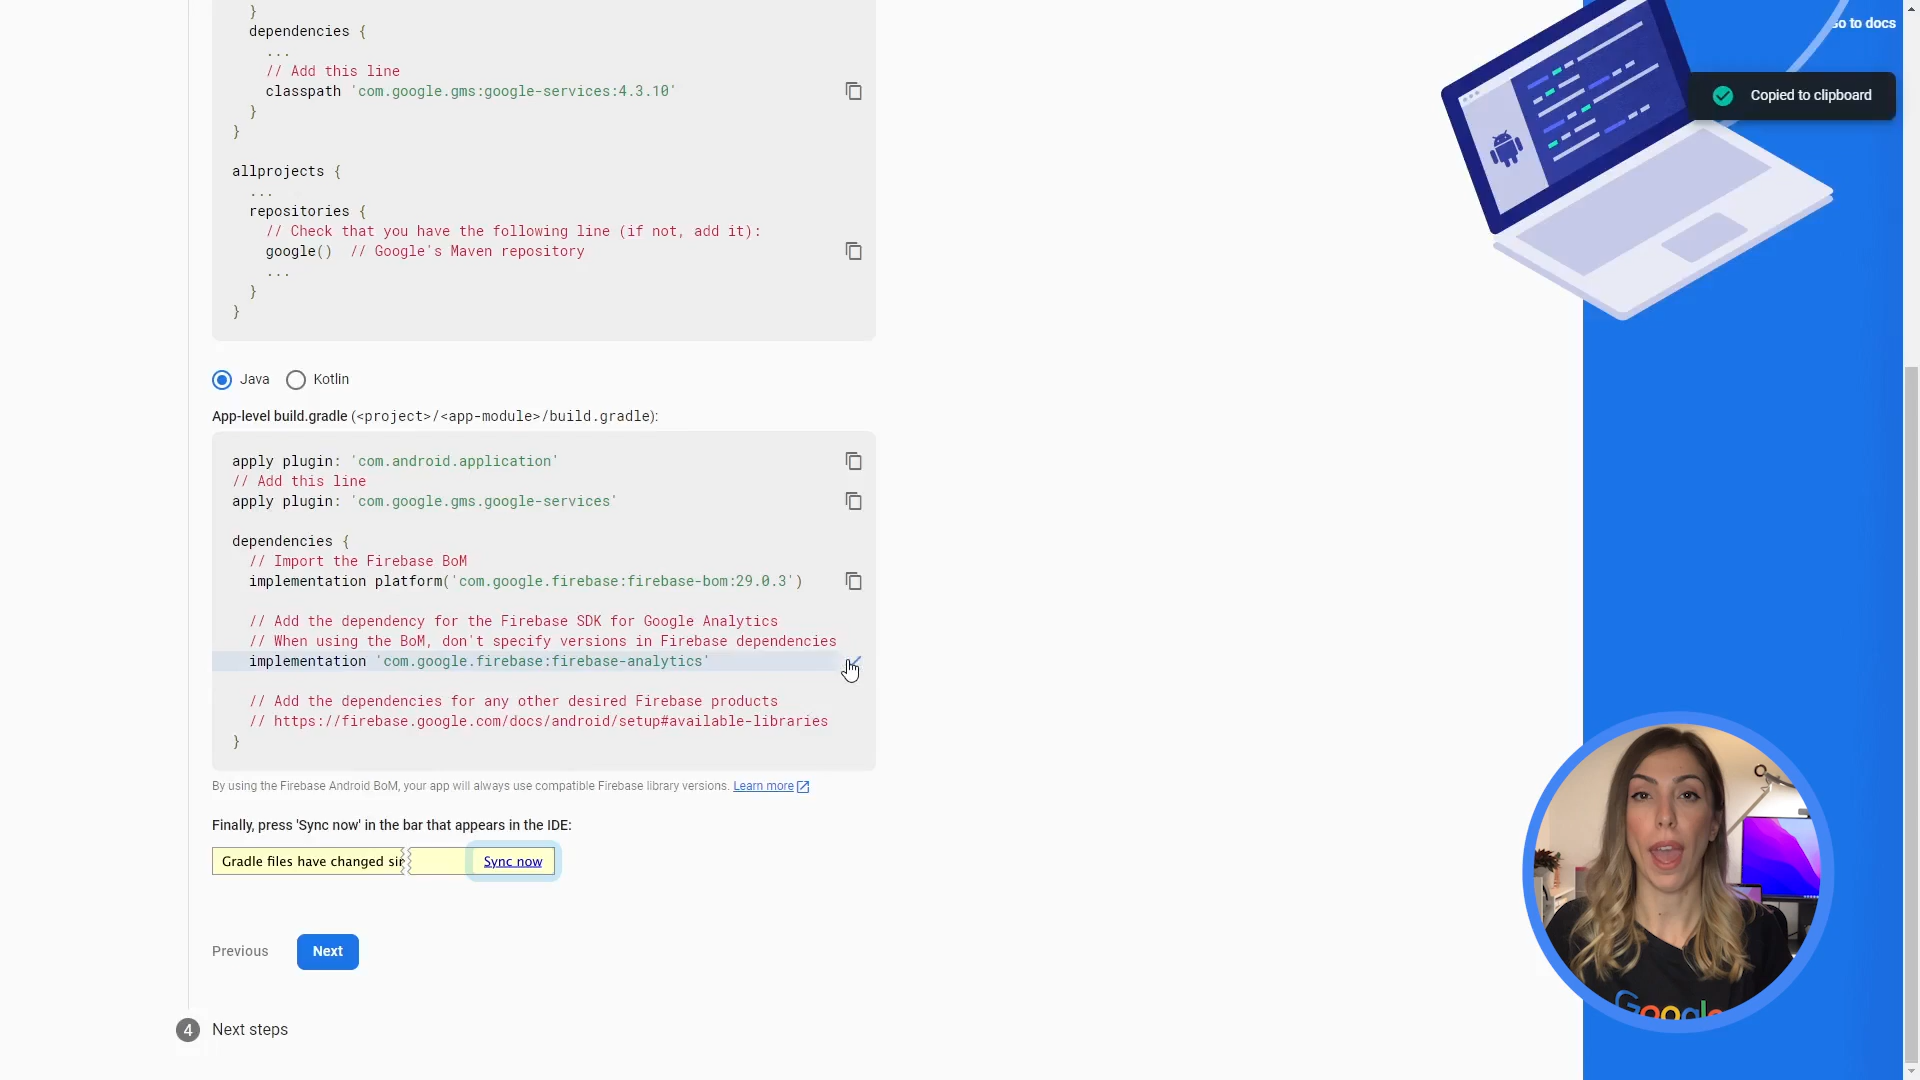 }
dependencies {
...
// Add this line
classpath 'com.google.gms:google-services:4.3.10'
}
}
allprojects {
...
repositories {
// Check that you have the following line (if not, add it):
google()  // Google's Maven repository
...
}
}
Java
Kotlin
App-level build.gradle (<project>/<app-module>/build.gradle):
apply plugin: 'com.android.application'
// Add this line
apply plugin: 'com.google.gms.google-services'
dependencies {
// Import the Firebase BoM
implementation platform('com.google.firebase:firebase-bom:29.0.3')
// Add the dependency for the Firebase SDK for Google Analytics
// When using the BoM, don't specify versions in Firebase dependencies
implementation 'com.google.firebase:firebase-analytics'
// Add the dependencies for any other desired Firebase products
// https://firebase.google.com/docs/android/setup#available-libraries
}
By using the Firebase Android BoM, your app will always use compatible Firebase library versions. Learn more
Finally, press 'Sync now' in the bar that appears in the IDE:
Gradle files have changed sin Sync now
Previous
Next
4 Next steps
Go to docs
Copied to clipboard
Google